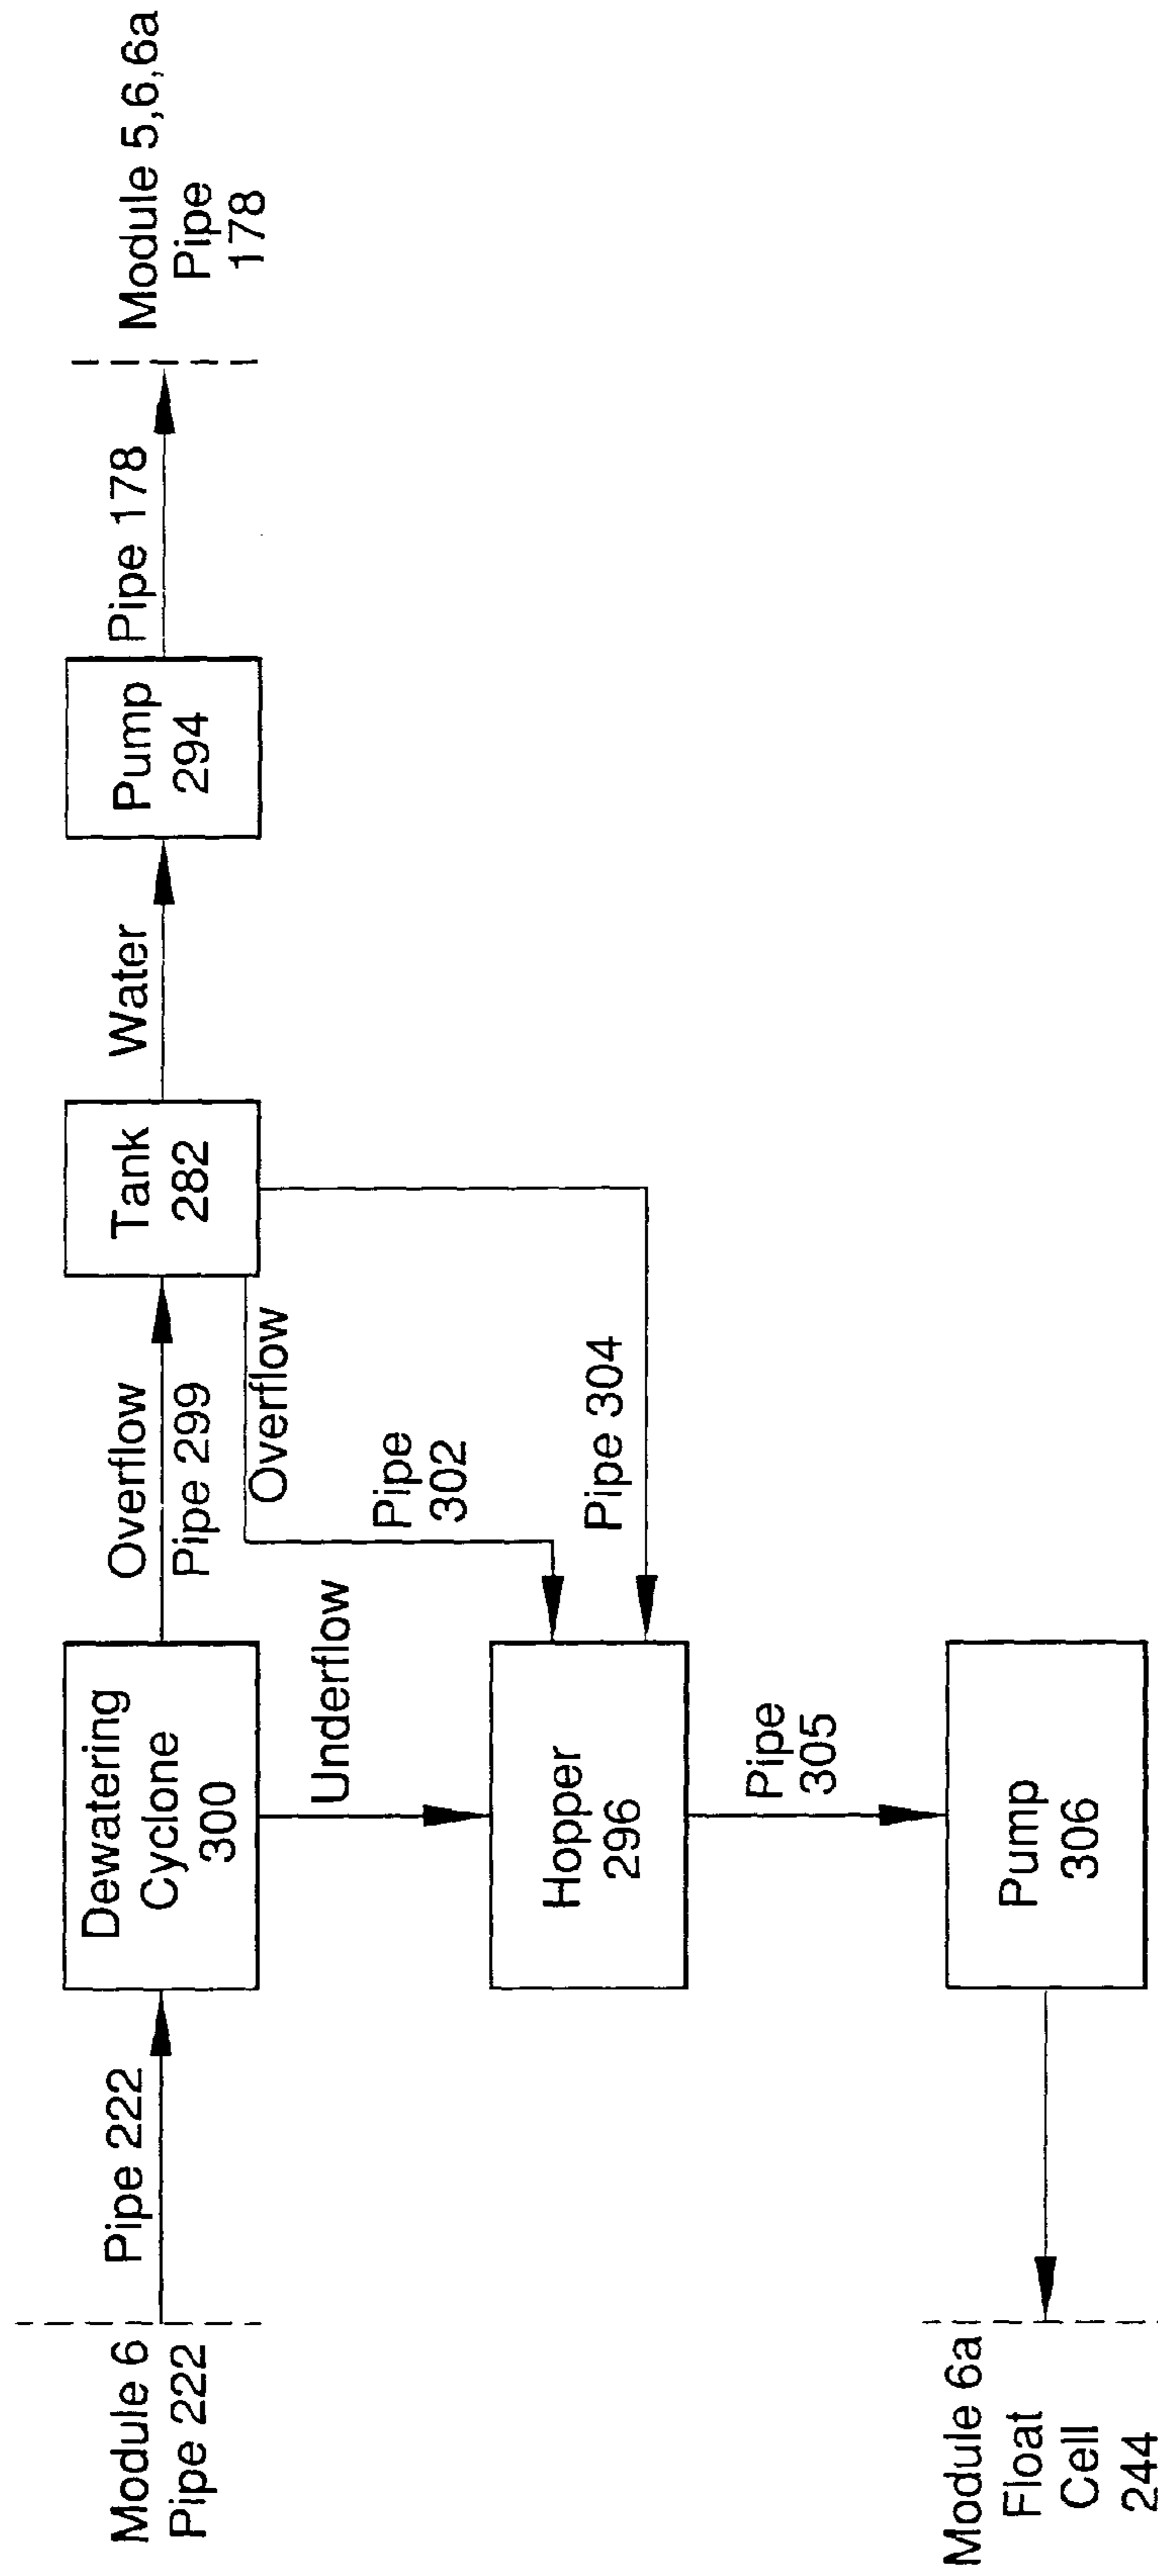 Module 6
Pipe 222
Pipe 222
Dewatering
Cyclone
300
Overflow
Pipe 299
Tank
282
Water
Pump
294
Pipe 178
Module 5,6,6a
Pipe
178
Underflow
Overflow
Pipe
302
Pipe 304
Hopper
296
Pipe
305
Pump
306
Module 6a
Float
Cell
244